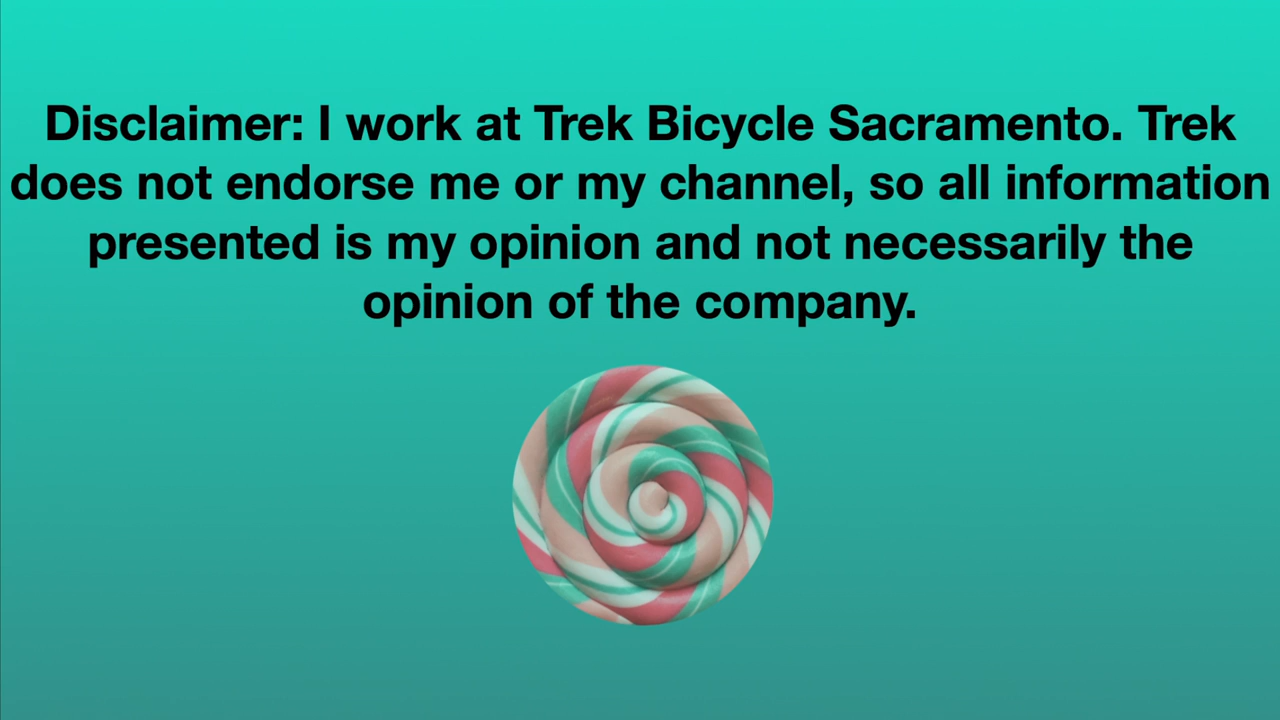 Disclaimer: I work at Trek Bicycle Sacramento. Trek
does not endorse me or my channel, so all information
presented is my opinion and not necessarily the
opinion of the company.